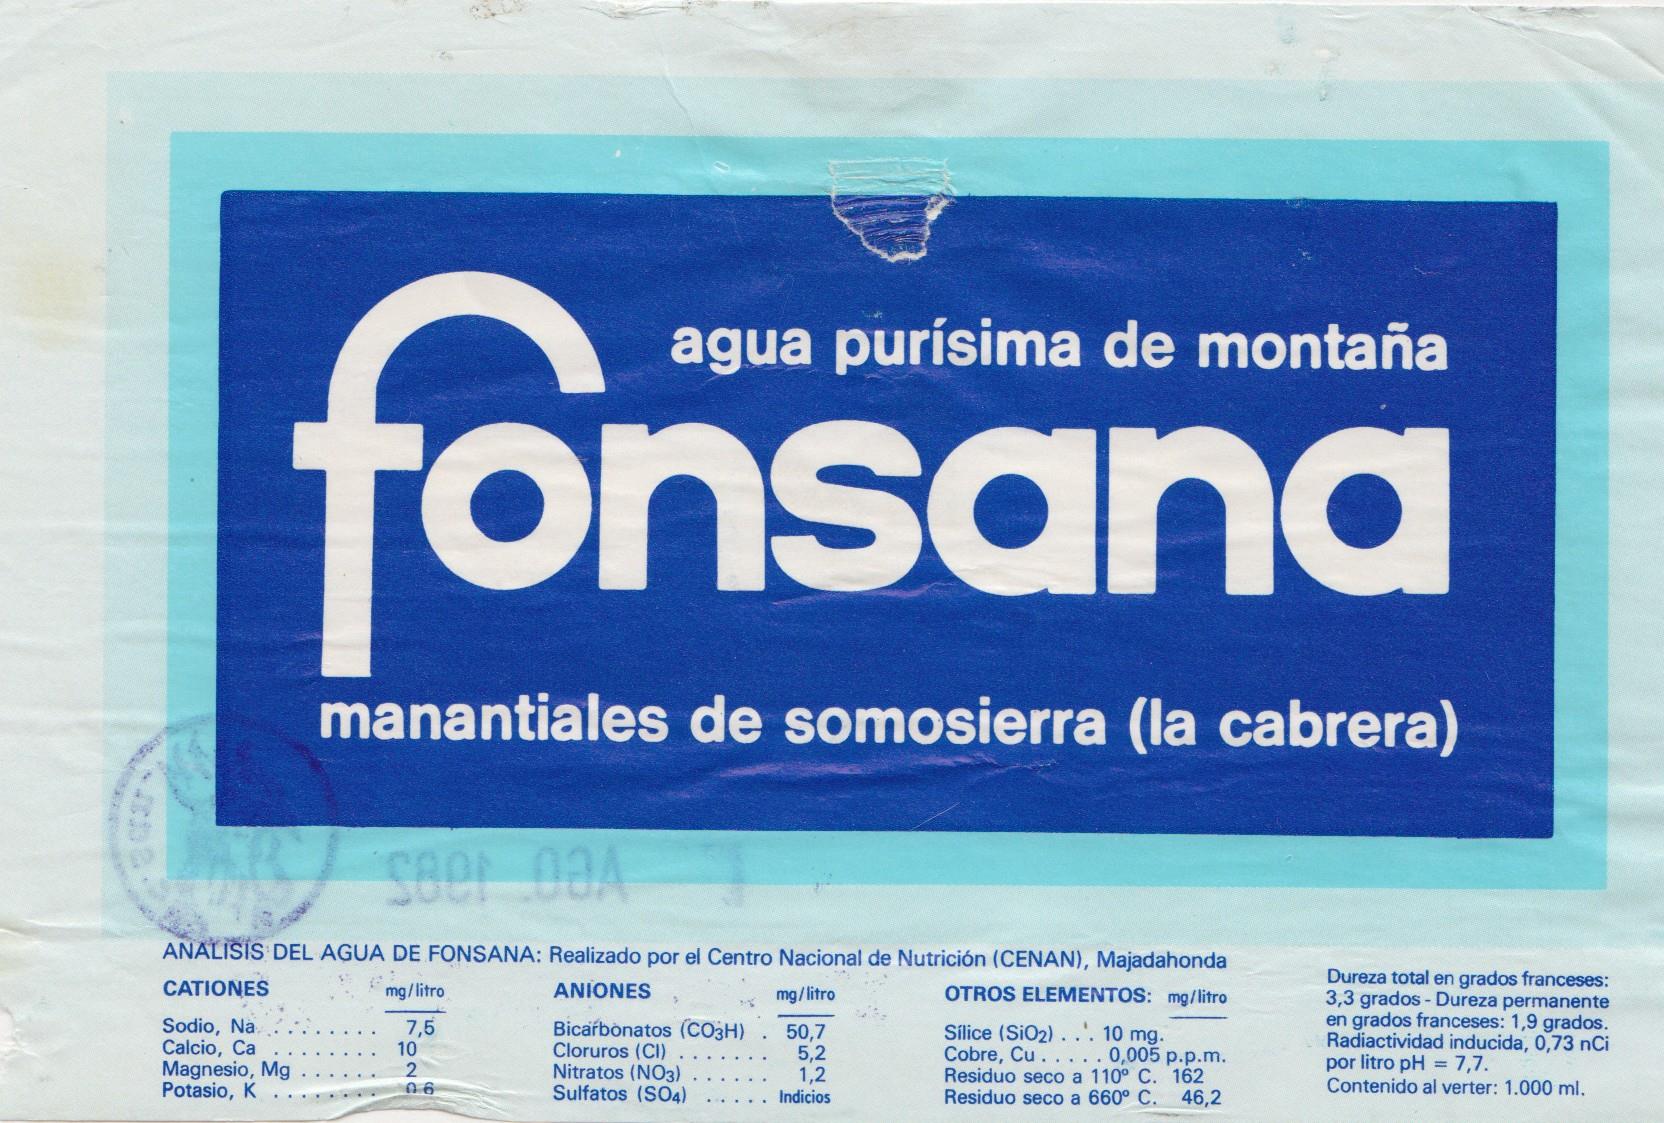 agua purísima de montaña
fonsana
manantiales de somosierra (la cabrera)
AGO. 1982
ANALISIS DEL AGUA DE FONSANA: Realizado por el Centro Nacional de Nutrición (CENAN), Majadahonda
CATIONES mg/litro
Sodio, Na ......... 7,5
Calcio, Ca ........ 10
Magnesio, Mg ...... 2
Potasio, K ........ 0,6
ANIONES mg/litro
Bicarbonatos (CO3H) . 50,7
Cloruros (Cl) ....... 5,2
Nitratos (NO3) ...... 1,2
Sulfatos (SO4) ..... Indicios
OTROS ELEMENTOS: mg/litro
Sílice (SiO2) ... 10 mg.
Cobre, Cu ..... 0,005 p.p.m.
Residuo seco a 110º C. 162
Residuo seco a 660º C. 46,2
Dureza total en grados franceses:
3,3 grados - Dureza permanente
en grados franceses: 1,9 grados.
Radiactividad inducida, 0,73 nCi
por litro pH = 7,7.
Contenido al verter: 1.000 ml.